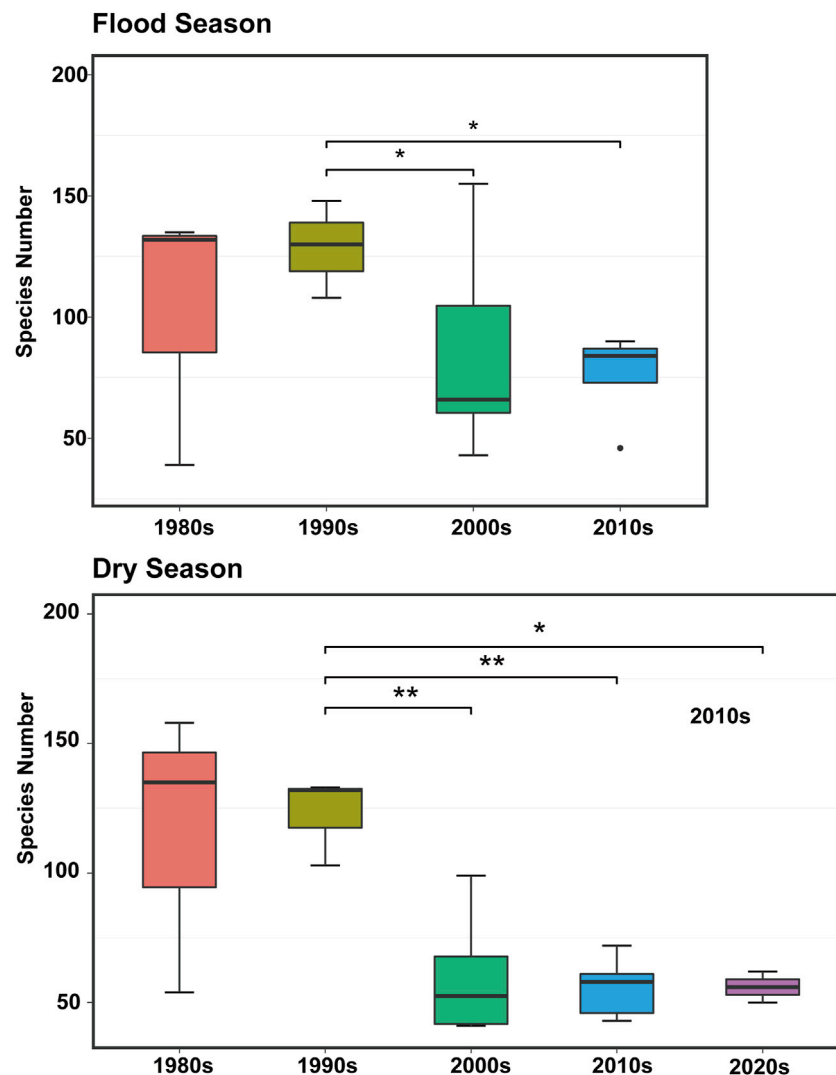 Flood Season
Species Number
200
150
100
50
*
*
1980s 1990s 2000s 2010s
Dry Season
Species Number
200
150
100
50
*
**
**
2010s
1980s 1990s 2000s 2010s 2020s